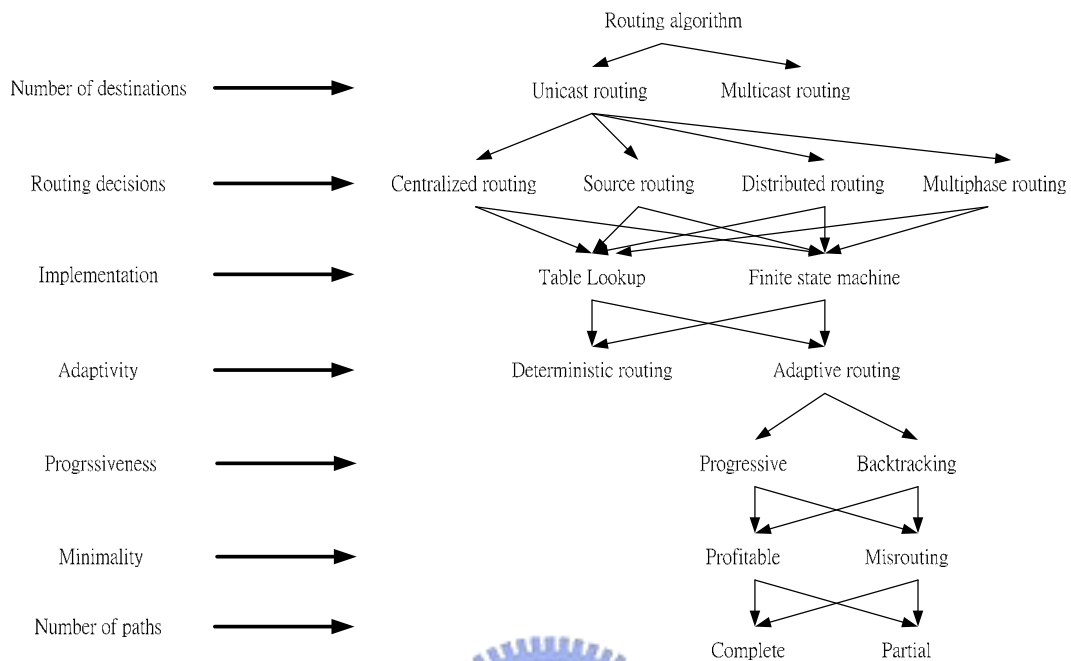 Routing algorithm
Number of destinations
Unicast routing
Multicast routing
Routing decisions
Centralized routing
Source routing
Distributed routing
Multiphase routing
Implementation
Table Lookup
Finite state machine
Adaptivity
Deterministic routing
Adaptive routing
Progrssiveness
Progressive
Backtracking
Minimality
Profitable
Misrouting
Number of paths
Complete
Partial